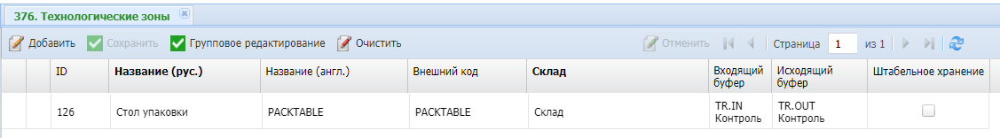 376. Технологические зоны
Добавить Сохранить Групповое редактирование Очистить Отменить Страница 1 из 1
ID Название (рус.) Название (англ.) Внешний код Склад Входящий буфер Исходящий буфер Штабельное хранение
126 Стол упаковки PACKTABLE PACKTABLE Склад TR.IN Контроль TR.OUT Контроль